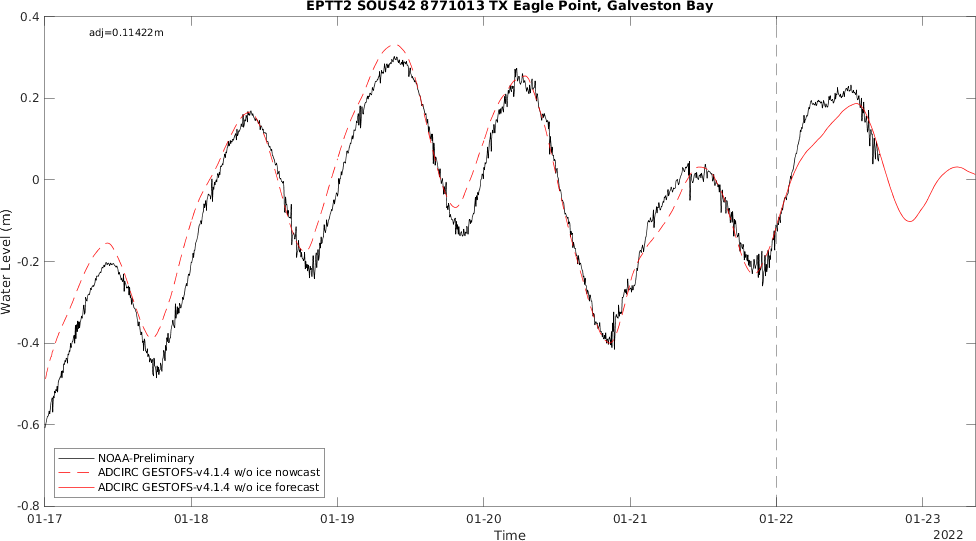 EPTT2 SOUS42 8771013 TX Eagle Point, Galveston Bay
adj=0.11422m
0.4
0.2
0
-0.2
-0.4
-0.6
-0.8
Water Level (m)
NOAA-Preliminary
ADCIRC GESTOFS-v4.1.4 w/o ice nowcast
ADCIRC GESTOFS-v4.1.4 w/o ice forecast
01-17 01-18 01-19 01-20 01-21 01-22 01-23
Time
2022